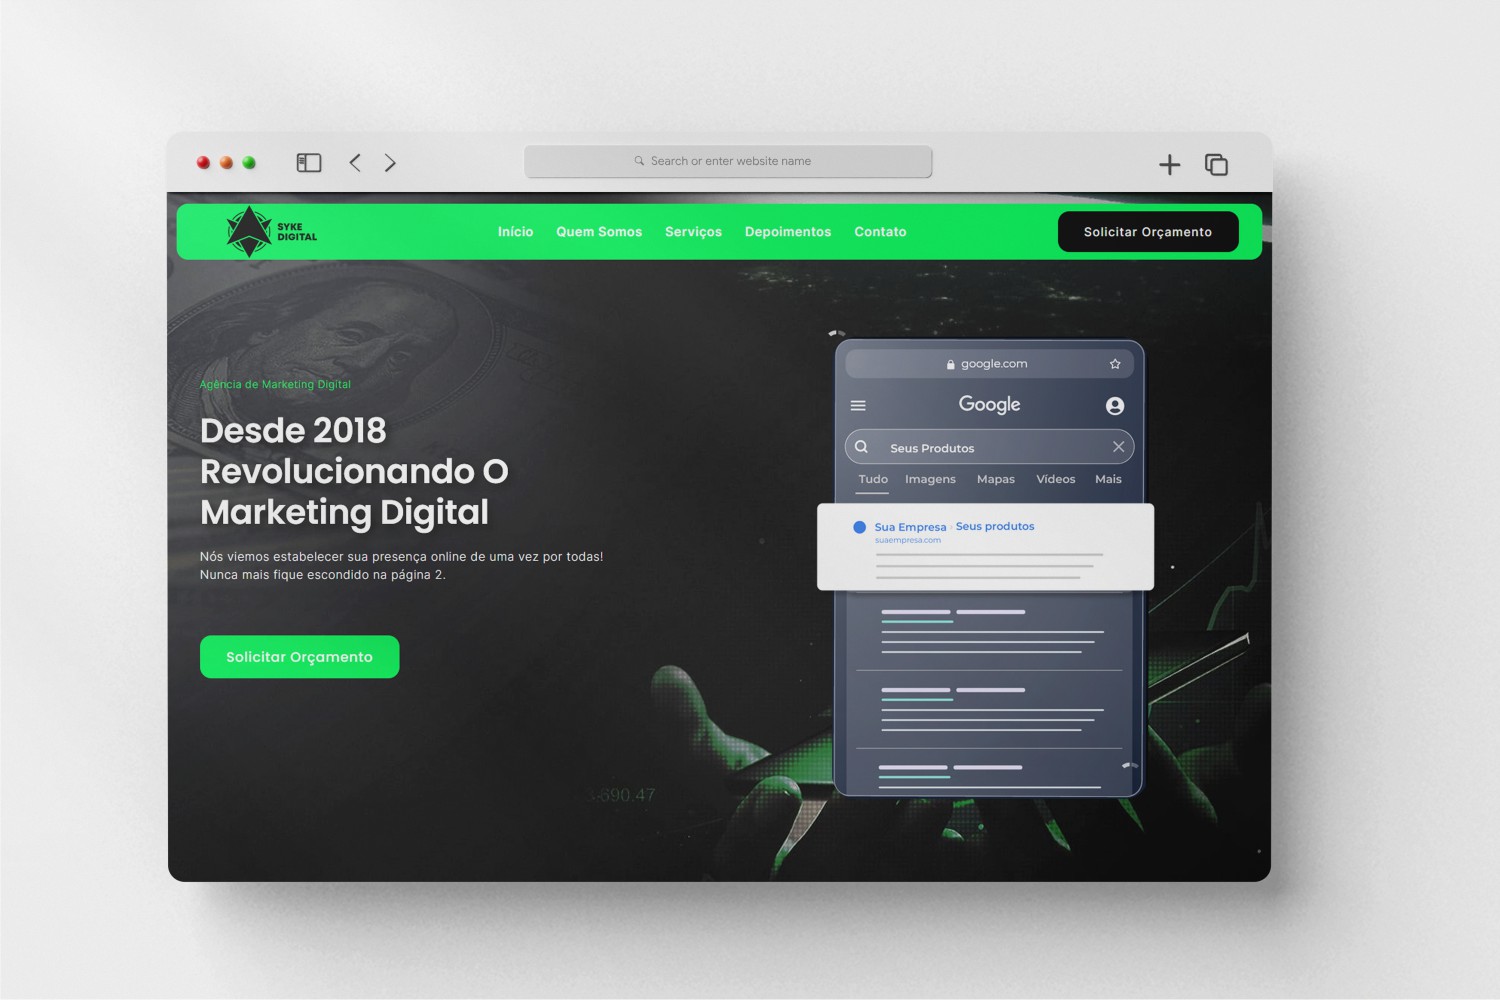 Search or enter website name
SYKE
DIGITAL
Início
Quem Somos
Serviços
Depoimentos
Contato
Solicitar Orçamento
Agência de Marketing Digital
Desde 2018
Revolucionando O
Marketing Digital
Nós viemos estabelecer sua presença online de uma vez por todas!
Nunca mais fique escondido na página 2.
Solicitar Orçamento
google.com
Google
Seus Produtos
Tudo
Imagens
Mapas
Vídeos
Mais
Sua Empresa · Seus produtos
suaempresa.com
-690.47